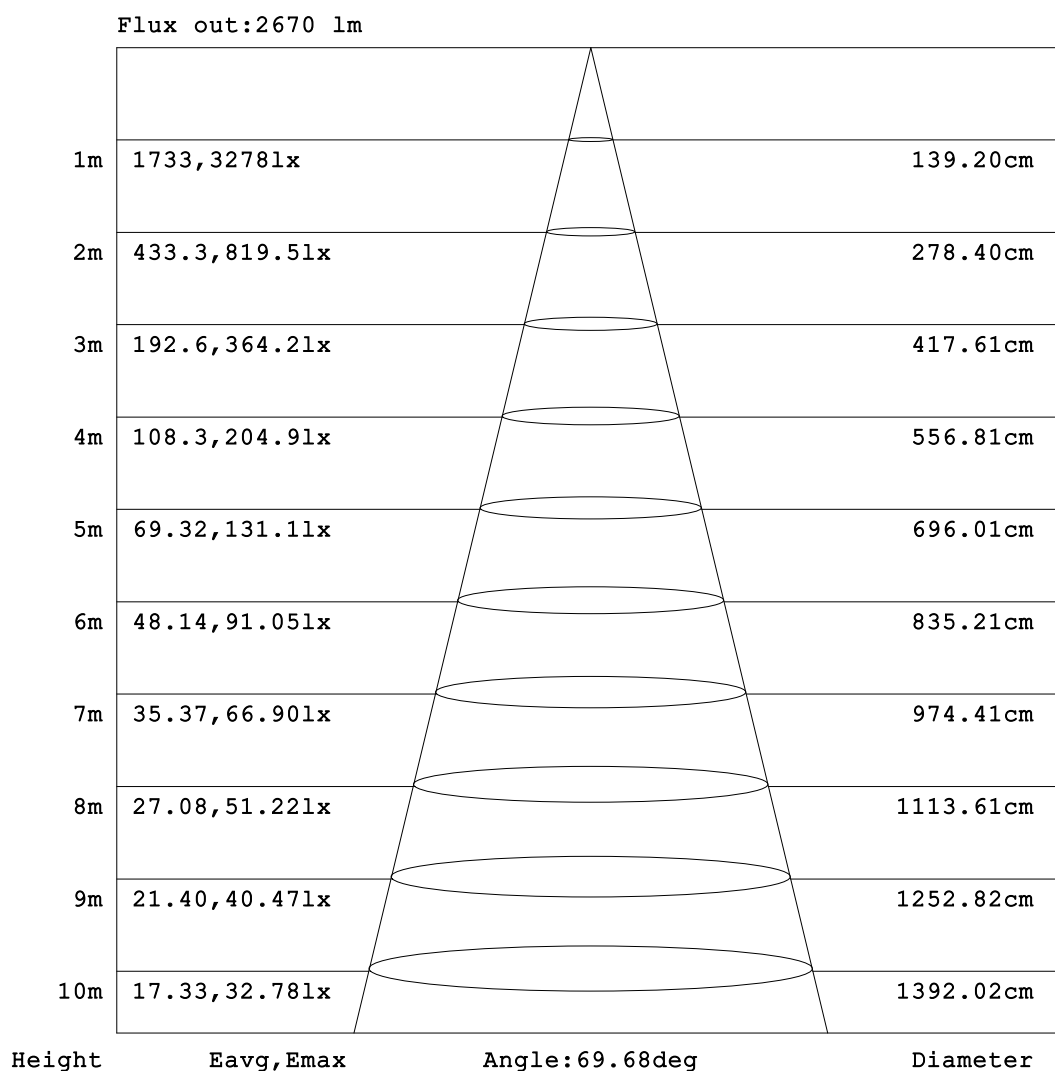 Flux out:2670 lm
1m 1733,3278lx 139.20cm
2m 433.3,819.5lx 278.40cm
3m 192.6,364.2lx 417.61cm
4m 108.3,204.9lx 556.81cm
5m 69.32,131.1lx 696.01cm
6m 48.14,91.05lx 835.21cm
7m 35.37,66.90lx 974.41cm
8m 27.08,51.22lx 1113.61cm
9m 21.40,40.47lx 1252.82cm
10m 17.33,32.78lx 1392.02cm
Height Eavg,Emax Angle:69.68deg Diameter